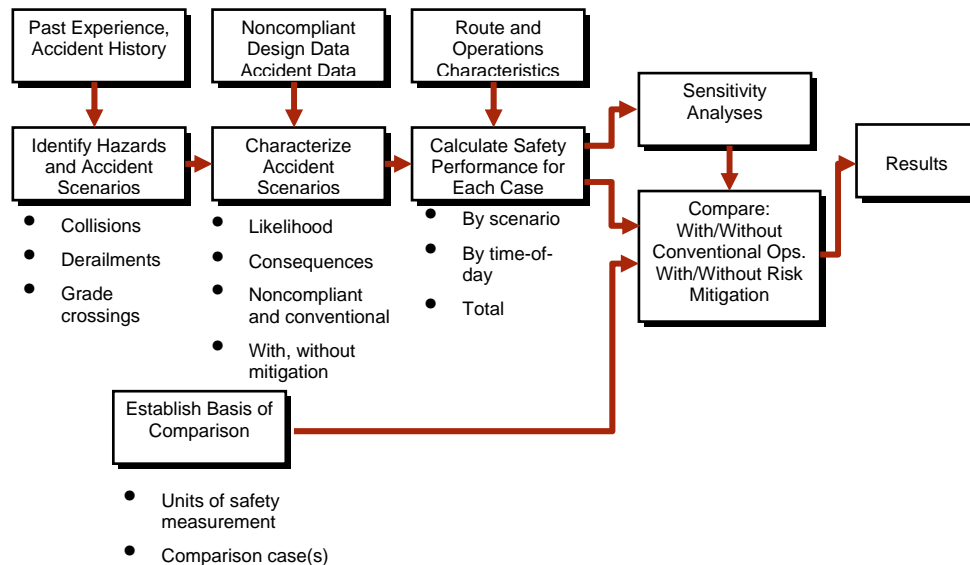 Past Experience,
Accident History
Noncompliant
Design Data
Accident Data
Route and
Operations
Characteristics
Sensitivity
Analyses
Identify Hazards
and Accident
Scenarios
Characterize
Accident
Scenarios
Calculate Safety
Performance for
Each Case
Results
Compare:
With/Without
Conventional Ops.
With/Without Risk
Mitigation
• Collisions
• Derailments
• Grade
crossings
• Likelihood
• Consequences
• Noncompliant
and conventional
• With, without
mitigation
• By scenario
• By time-of-
day
• Total
Establish Basis of
Comparison
• Units of safety
measurement
• Comparison case(s)